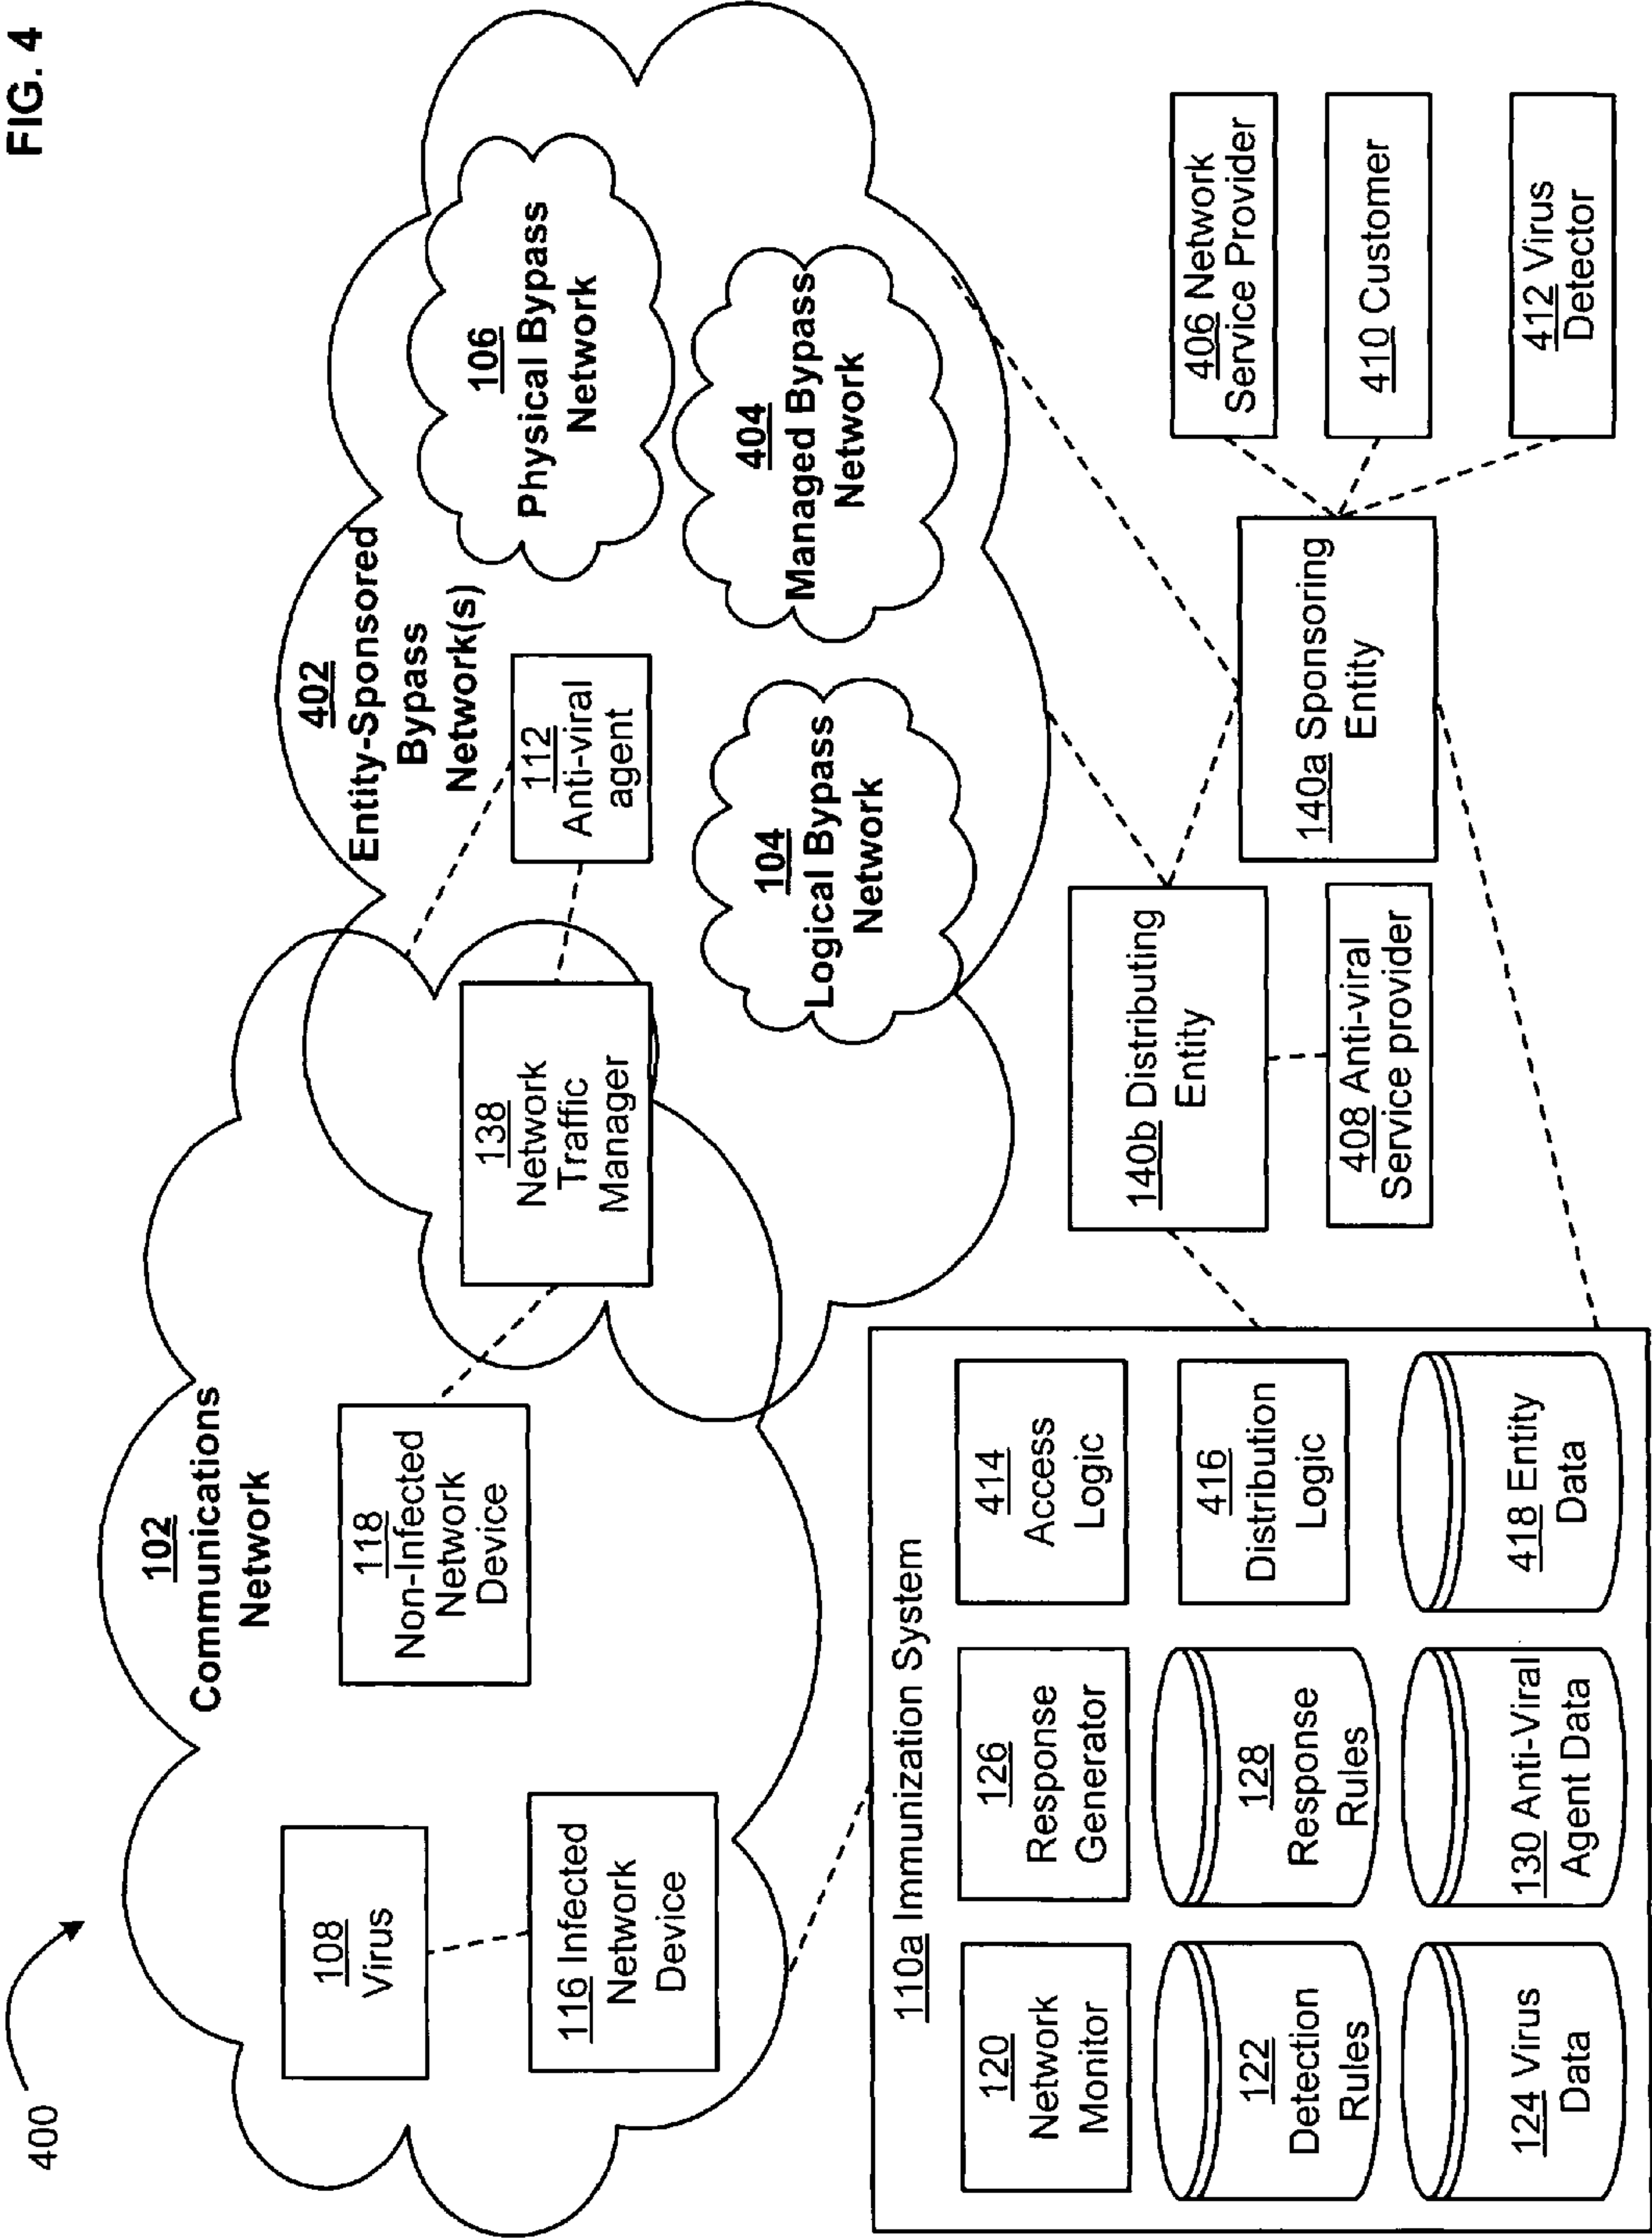 FIG. 4
400
102
Communications
Network
108
Virus
116 Infected
Network
Device
118
Non-Infected
Network
Device
138
Network
Traffic
Manager
402
Entity-Sponsored
Bypass
Network(s)
112
Anti-viral
agent
106
Physical Bypass
Network
404
Managed Bypass
Network
104
Logical Bypass
Network
110a Immunization System
120
Network
Monitor
126
Response
Generator
414
Access
Logic
122
Detection
Rules
128
Response
Rules
416
Distribution
Logic
124 Virus
Data
130 Anti-Viral
Agent Data
418 Entity
Data
140b Distributing
Entity
408 Anti-viral
Service provider
140a Sponsoring
Entity
406 Network
Service Provider
410 Customer
412 Virus
Detector